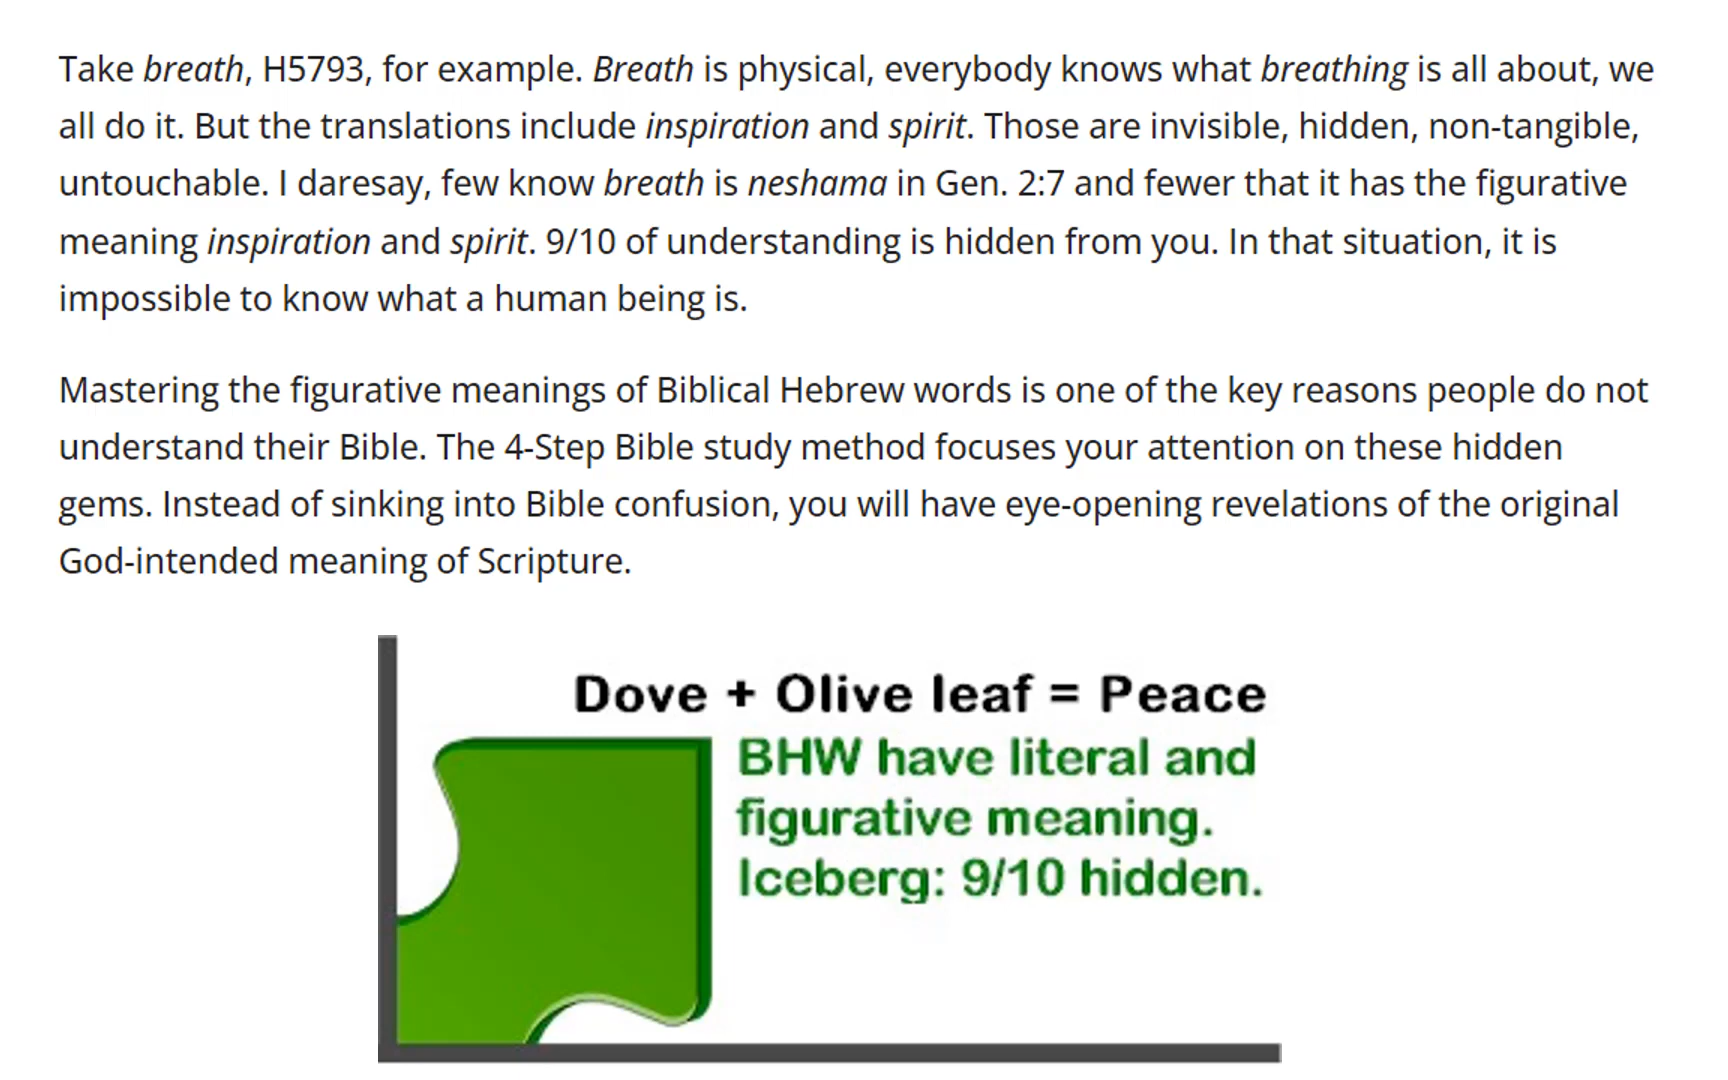 Take breath, H5793, for example. Breath is physical, everybody knows what breathing is all about, we
all do it. But the translations include inspiration and spirit. Those are invisible, hidden, non-tangible,
untouchable. I daresay, few know breath is neshama in Gen. 2:7 and fewer that it has the figurative
meaning inspiration and spirit. 9/10 of understanding is hidden from you. In that situation, it is
impossible to know what a human being is.
Mastering the figurative meanings of Biblical Hebrew words is one of the key reasons people do not
understand their Bible. The 4-Step Bible study method focuses your attention on these hidden
gems. Instead of sinking into Bible confusion, you will have eye-opening revelations of the original
God-intended meaning of Scripture.
Dove + Olive leaf = Peace
BHW have literal and
figurative meaning.
Iceberg: 9/10 hidden.